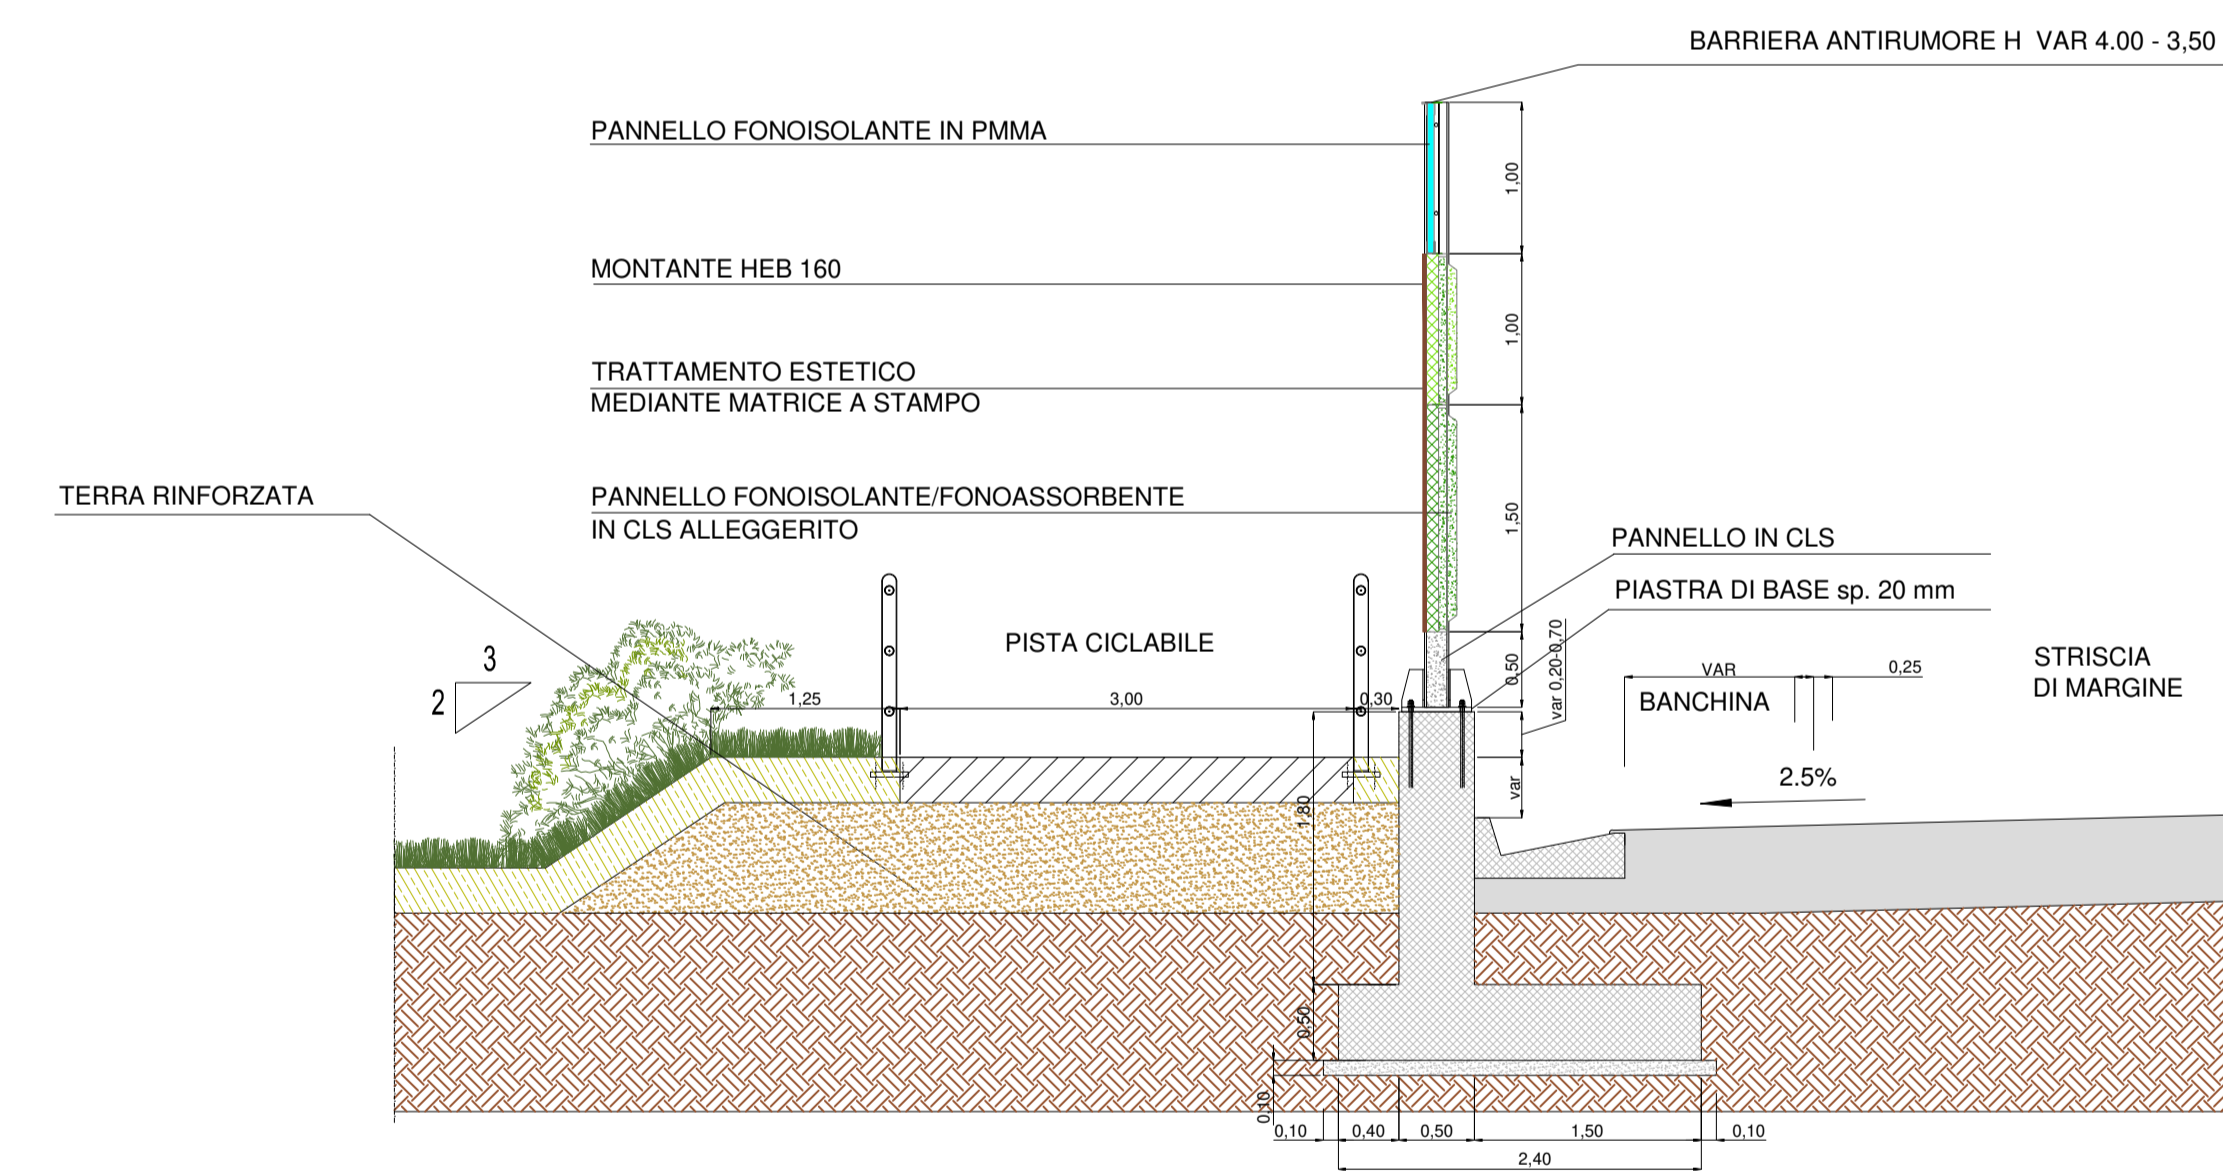 BARRIERA ANTIRUMORE H VAR 4.00 - 3,50
PANNELLO FONOISOLANTE IN PMMA
1,00
MONTANTE HEB 160
1,00
TRATTAMENTO ESTETICO
MEDIANTE MATRICE A STAMPO
TERRA RINFORZATA
PANNELLO FONOISOLANTE/FONOASSORBENTE
IN CLS ALLEGGERITO
1,50
PANNELLO IN CLS
PIASTRA DI BASE sp. 20 mm
PISTA CICLABILE
3
2
1,25
3,00
0,30
0,50
var 0,20-0,70
VAR
0,25
BANCHINA
STRISCIA
DI MARGINE
2.5%
var
1,80
0,50
0,10
0,10
0,40
0,50
1,50
0,10
2,40